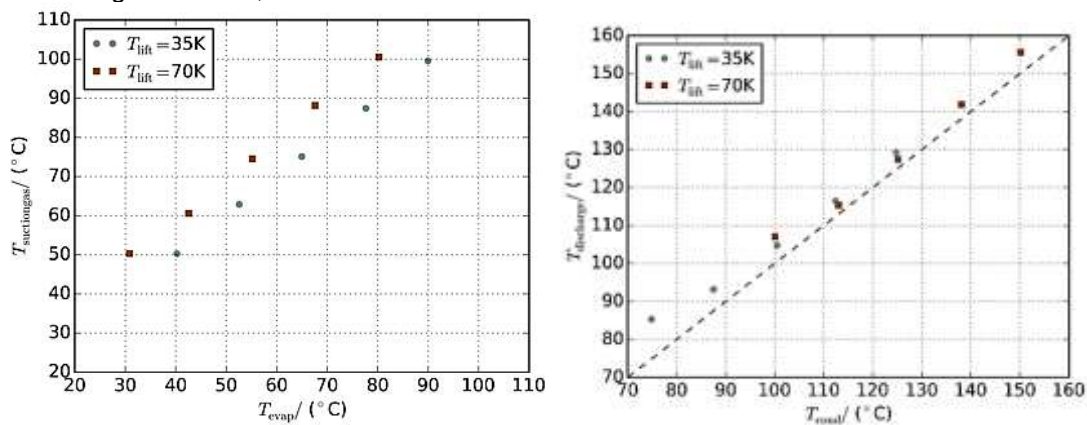 110
100
90
80
70
60
50
40
30
20
20 30 40 50 60 70 80 90 100 110
T_suctiongas/ (°C)
T_evap/ (°C)
T_lift = 35K
T_lift = 70K
160
150
140
130
120
110
100
90
80
70
70 80 90 100 110 120 130 140 150 160
T_discharge/ (°C)
T_cond/ (°C)
T_lift = 35K
T_lift = 70K